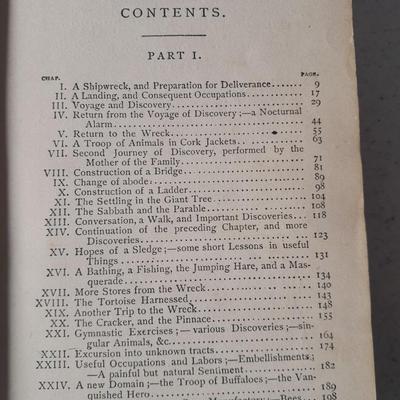 CONTENTS.
PART I.
CHAP. PAGE.
I. A Shipwreck, and Preparation for Deliverance....... 9
II. A Landing, and Consequent Occupations.......... 17
III. Voyage and Discovery........................... 29
IV. Return from the Voyage of Discovery;—a Nocturnal
Alarm........................................ 44
V. Return to the Wreck............................ 55
VI. A Troop of Animals in Cork Jackets............... 63
VII. Second Journey of Discovery, performed by the
Mother of the Family......................... 71
VIII. Construction of a Bridge........................ 81
IX. Change of abode:............................... 89
X. Construction of a Ladder........................ 98
XI. The Settling in the Giant Tree................... 104
XII. The Sabbath and the Parable.................... 108
XIII. Conversation, a Walk, and Important Discoveries... 118
XIV. Continuation of the preceding Chapter, and more
Discoveries.................................. 123
XV. Hopes of a Sledge;—some short Lessons in useful
Things....................................... 131
XVI. A Bathing, a Fishing, the Jumping Hare, and a Mas-
querade...................................... 134
XVII. More Stores from the Wreck..................... 140
XVIII. The Tortoise Harnessed......................... 143
XIX. Another Trip to the Wreck...................... 148
XX. The Cracker, and the Pinnace.................... 155
XXI. Gymnastic Exercises;—various Discoveries;—sin-
gular Animals, &c............................ 164
XXII. Excursion into unknown tracts................... 174
XXIII. Useful Occupations and Labors;—Embellishments;
—A painful but natural Sentiment.............. 182
XXIV. A new Domain;—the Troop of Buffaloes;—the Van-
quished Hero................................. 189
Manufactory;—Bees 198